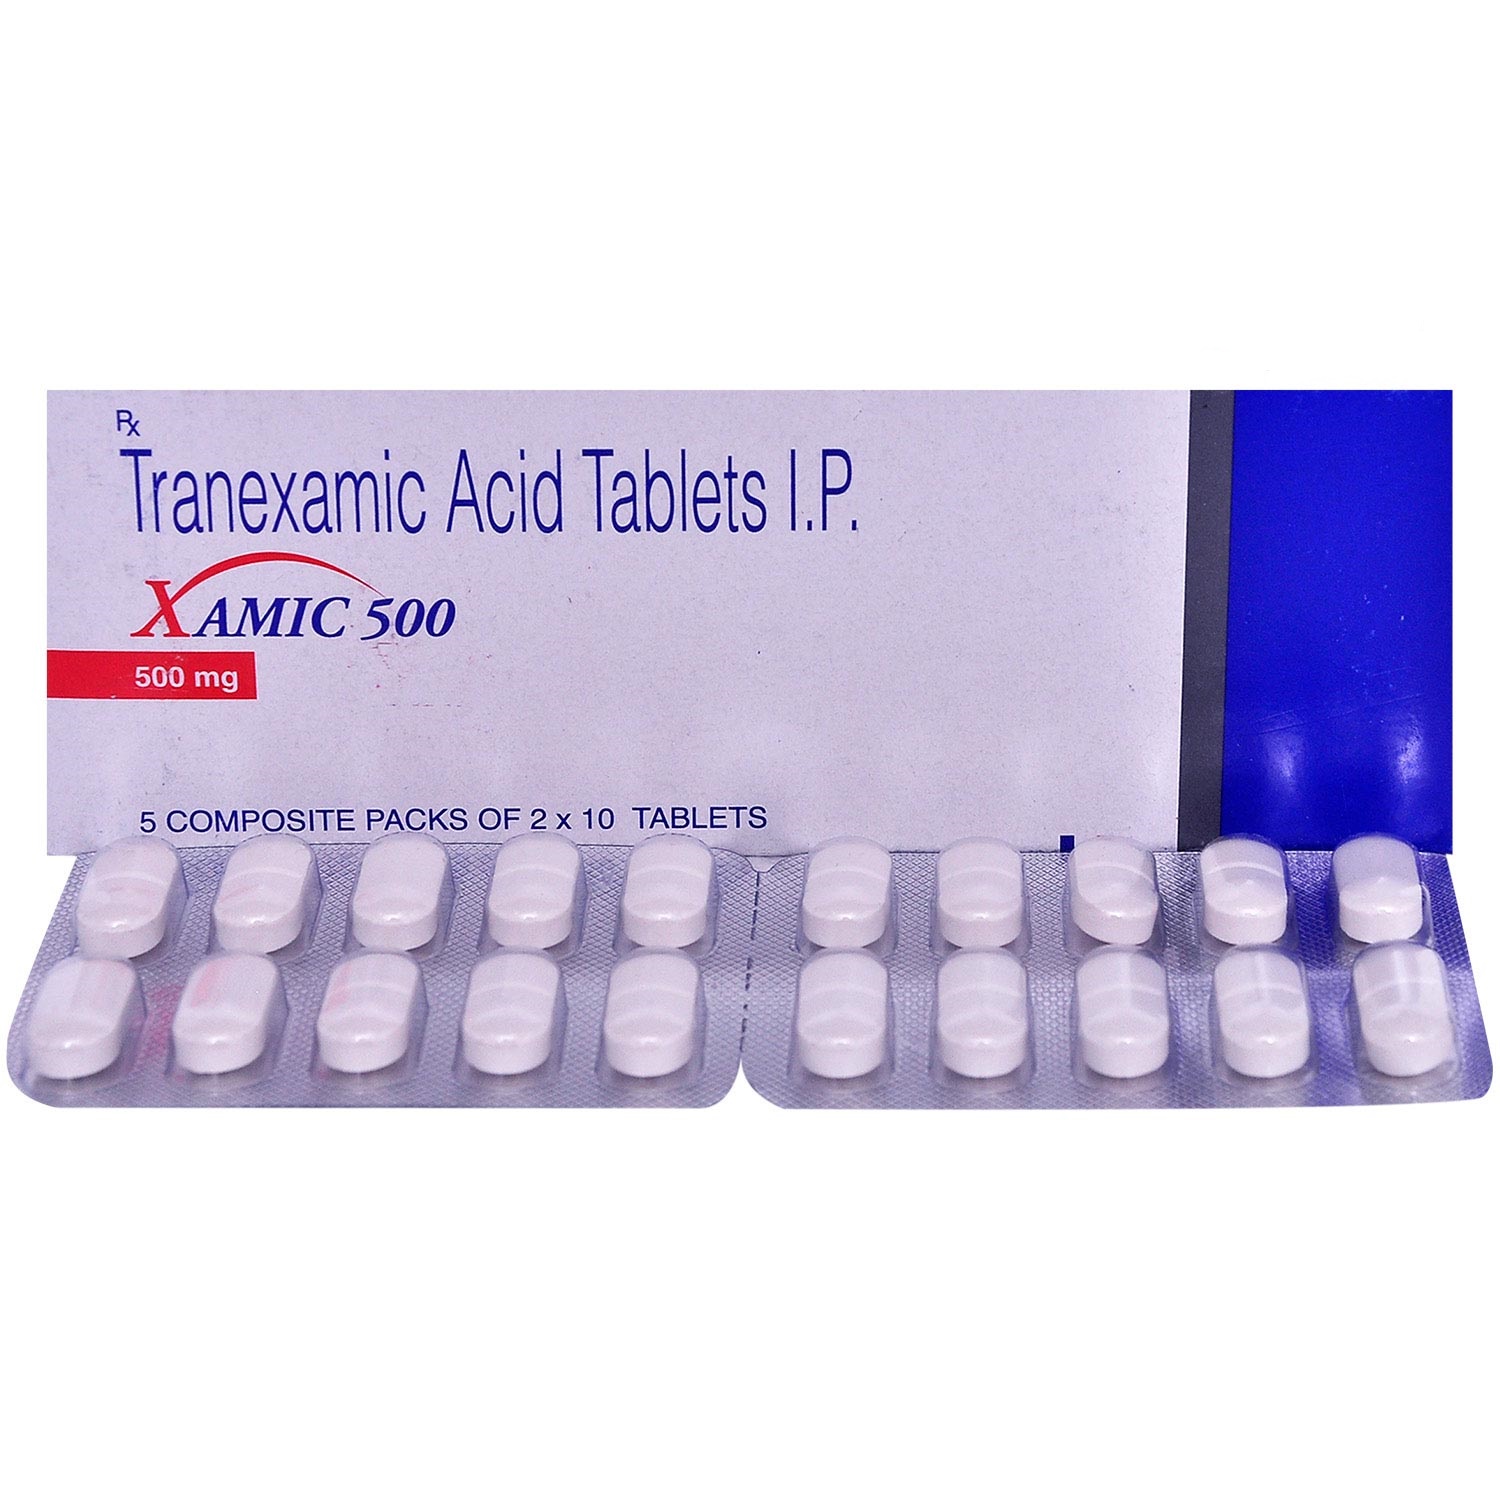 Rx
Tranexamic Acid Tablets I.P.
XAMIC 500
500 mg
5 COMPOSITE PACKS OF 2 x 10 TABLETS